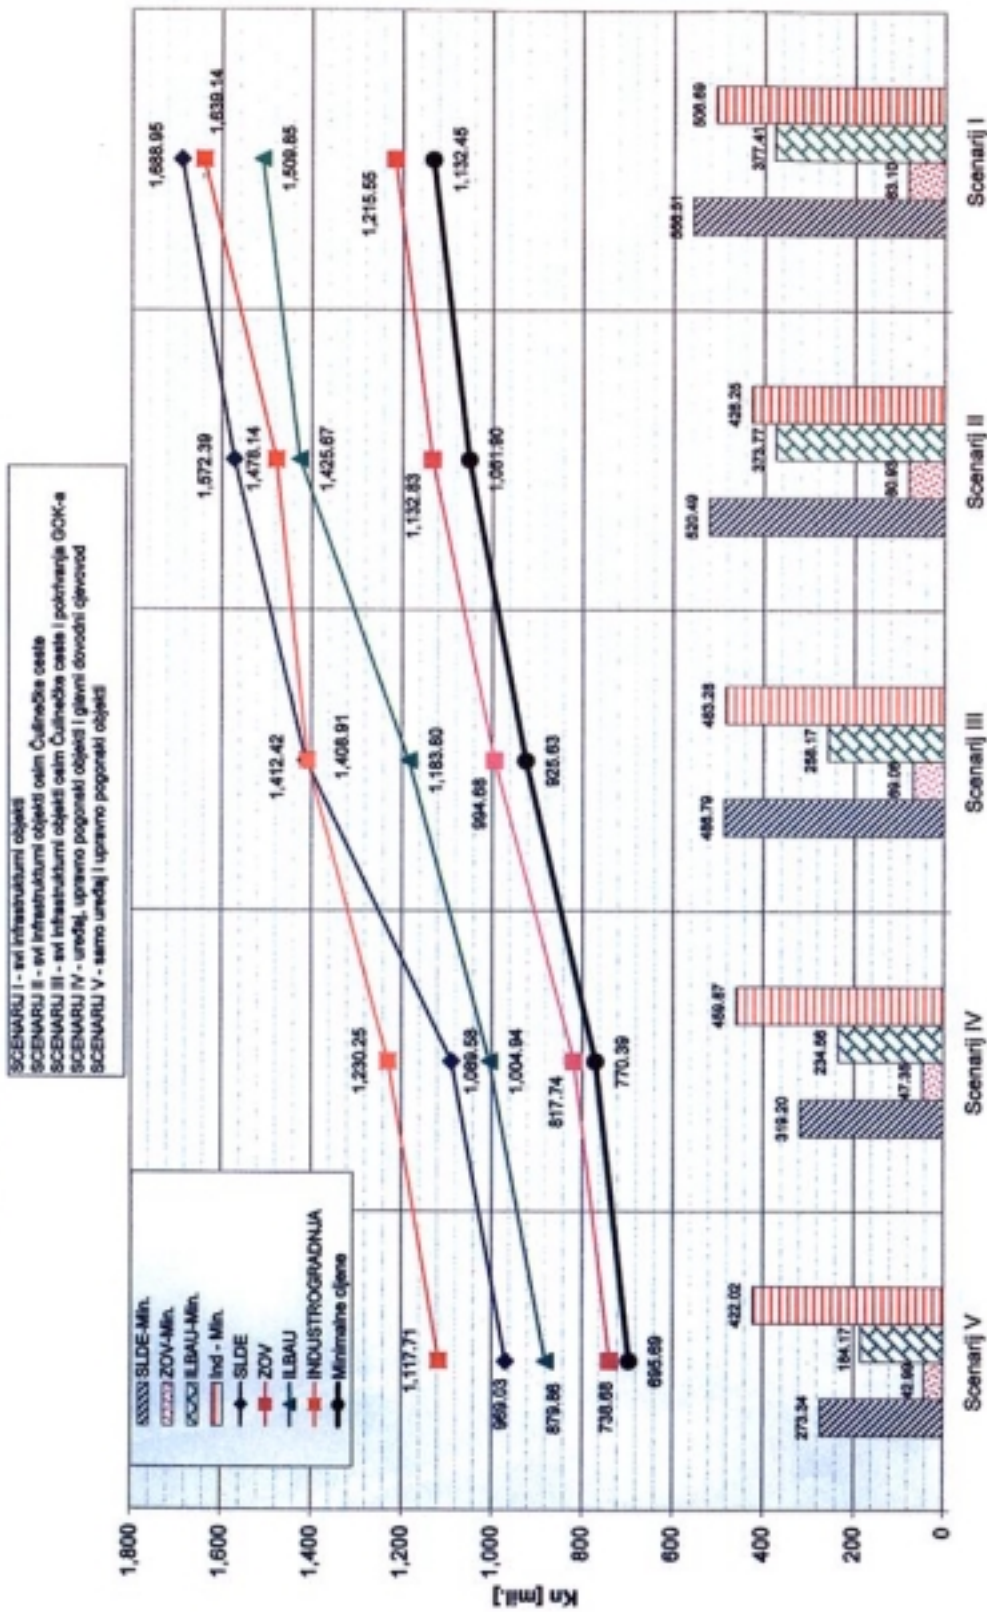 SCENARIJ I - svi infrastrukturni objekti
SCENARIJ II - svi infrastrukturni objekti osim Čulinečke ceste
SCENARIJ III - svi infrastrukturni objekti osim Čulinečke ceste i pokrivanja GOK-a
SCENARIJ IV - uređaj, upravno pogonski objekti i glavni dovodni cjevovod
SCENARIJ V - samo uređaj i upravno pogonski objekti
SLDE-Min.
ZOV-Min.
ILBAU-Min.
Ind - Min.
SLDE
ZOV
ILBAU
INDUSTROGRADNJA
Minimalne cijene
Kn [mil.]
1,800
1,600
1,400
1,200
1,000
800
600
400
200
0
1,117.71
969.03
879.86
738.68
695.69
1,230.25
1,089.58
1,004.94
817.74
770.39
1,412.42
1,408.91
1,183.80
994.68
925.63
1,572.39
1,478.14
1,425.67
1,132.83
1,051.90
1,688.95
1,639.14
1,509.85
1,215.55
1,132.45
273.34
42.99
184.17
422.02
319.20
47.35
234.56
459.87
486.79
69.05
258.17
483.28
520.49
80.93
373.77
426.25
556.51
83.10
377.41
506.69
Scenarij V
Scenarij IV
Scenarij III
Scenarij II
Scenarij I